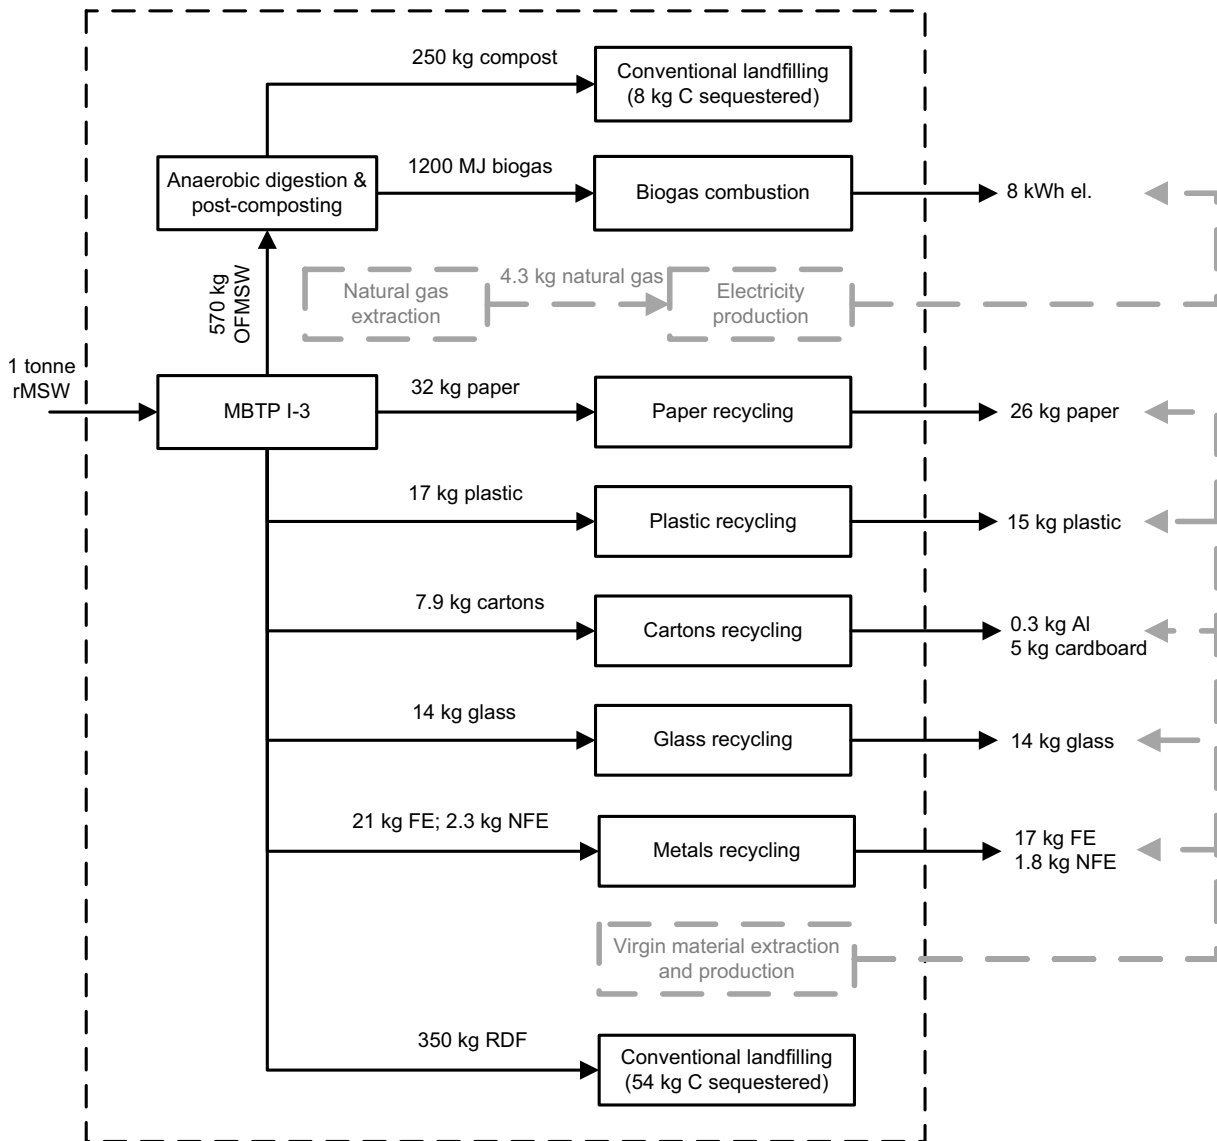 250 kg compost
Conventional landfilling
(8 kg C sequestered)
Anaerobic digestion &
post-composting
1200 MJ biogas
Biogas combustion
8 kWh el.
570 kg
OFMSW
Natural gas
extraction
4.3 kg natural gas
Electricity
production
1 tonne
rMSW
MBTP I-3
32 kg paper
Paper recycling
26 kg paper
17 kg plastic
Plastic recycling
15 kg plastic
7.9 kg cartons
Cartons recycling
0.3 kg Al
5 kg cardboard
14 kg glass
Glass recycling
14 kg glass
21 kg FE; 2.3 kg NFE
Metals recycling
17 kg FE
1.8 kg NFE
Virgin material extraction
and production
350 kg RDF
Conventional landfilling
(54 kg C sequestered)